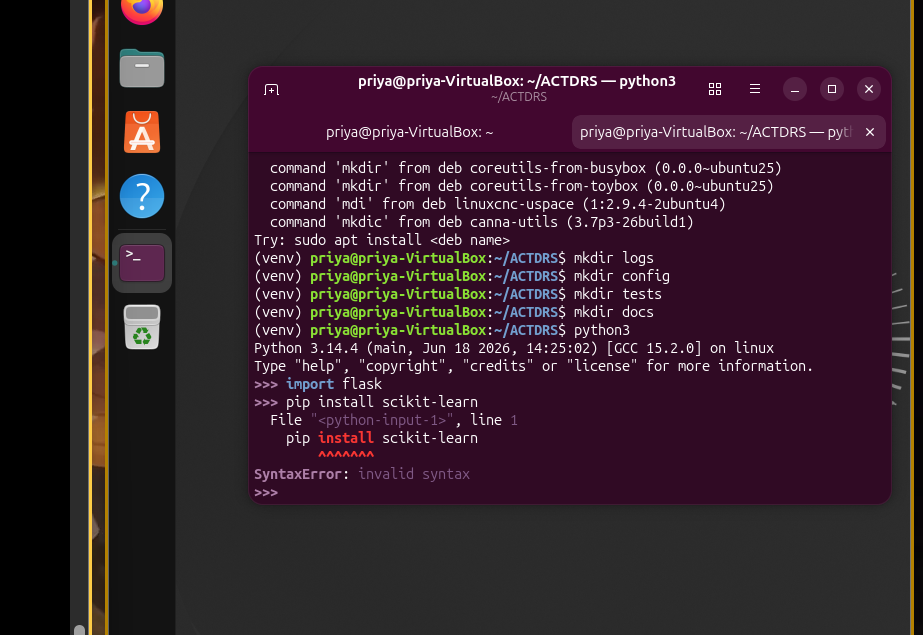 priya@priya-VirtualBox: ~/ACTDRS — python3
~/ACTDRS
priya@priya-VirtualBox: ~
priya@priya-VirtualBox: ~/ACTDRS — pyt
command 'mkdir' from deb coreutils-from-busybox (0.0.0~ubuntu25)
command 'mkdir' from deb coreutils-from-toybox (0.0.0~ubuntu25)
command 'mdi' from deb linuxcnc-uspace (1:2.9.4-2ubuntu4)
command 'mkdic' from deb canna-utils (3.7p3-26build1)
Try: sudo apt install <deb name>
(venv) priya@priya-VirtualBox:~/ACTDRS$ mkdir logs
(venv) priya@priya-VirtualBox:~/ACTDRS$ mkdir config
(venv) priya@priya-VirtualBox:~/ACTDRS$ mkdir tests
(venv) priya@priya-VirtualBox:~/ACTDRS$ mkdir docs
(venv) priya@priya-VirtualBox:~/ACTDRS$ python3
Python 3.14.4 (main, Jun 18 2026, 14:25:02) [GCC 15.2.0] on linux
Type "help", "copyright", "credits" or "license" for more information.
>>> import flask
>>> pip install scikit-learn
File "<python-input-1>", line 1
pip install scikit-learn
^^^^^^^
SyntaxError: invalid syntax
>>>